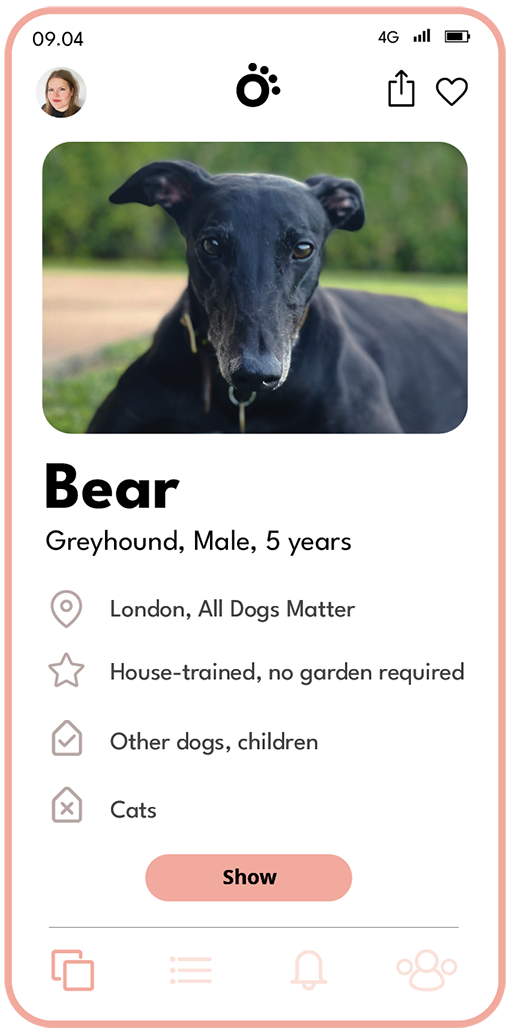 09.04
4G
Bear
Greyhound, Male, 5 years
London, All Dogs Matter
House-trained, no garden required
Other dogs, children
Cats
Show